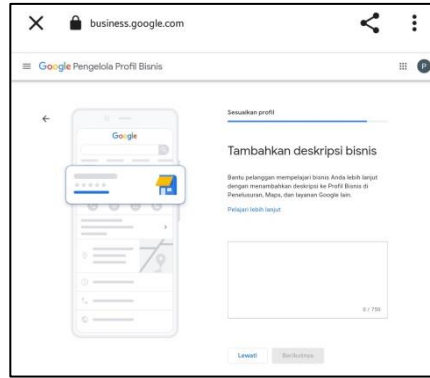 business.google.com
Google Pengelola Profil Bisnis
P
Google
Sesuaikan profil
Tambahkan deskripsi bisnis
Bantu pelanggan mempelajari bisnis Anda lebih lanjut
dengan menambahkan deskripsi ke Profil Bisnis di
Penelusuran, Maps, dan layanan Google lain.
Pelajari lebih lanjut
0 / 750
Lewati
Berikutnya